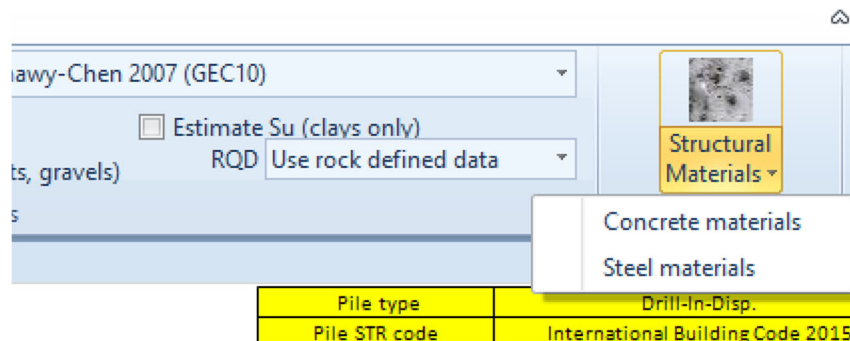 awy-Chen 2007 (GEC10)
Estimate Su (clays only)
ts, gravels)
RQD Use rock defined data
s
Structural
Materials
Concrete materials
Steel materials
Pile type Drill-In-Disp.
Pile STR code International Building Code 2015